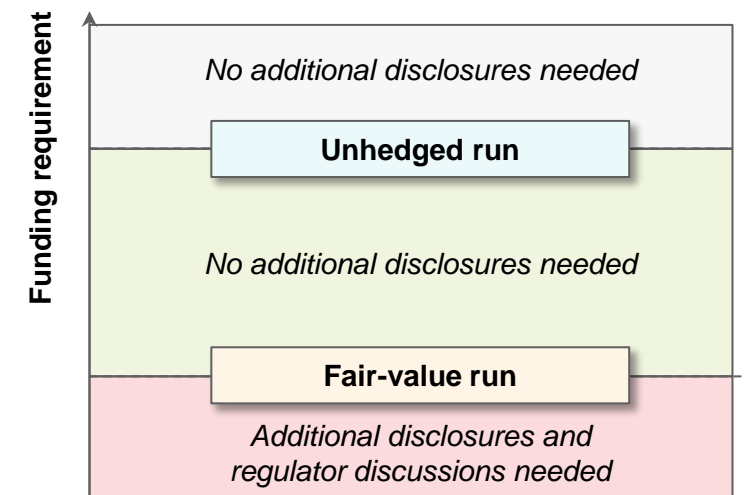 Funding requirement
No additional disclosures needed
Unhedged run
No additional disclosures needed
Fair-value run
Additional disclosures and
regulator discussions needed